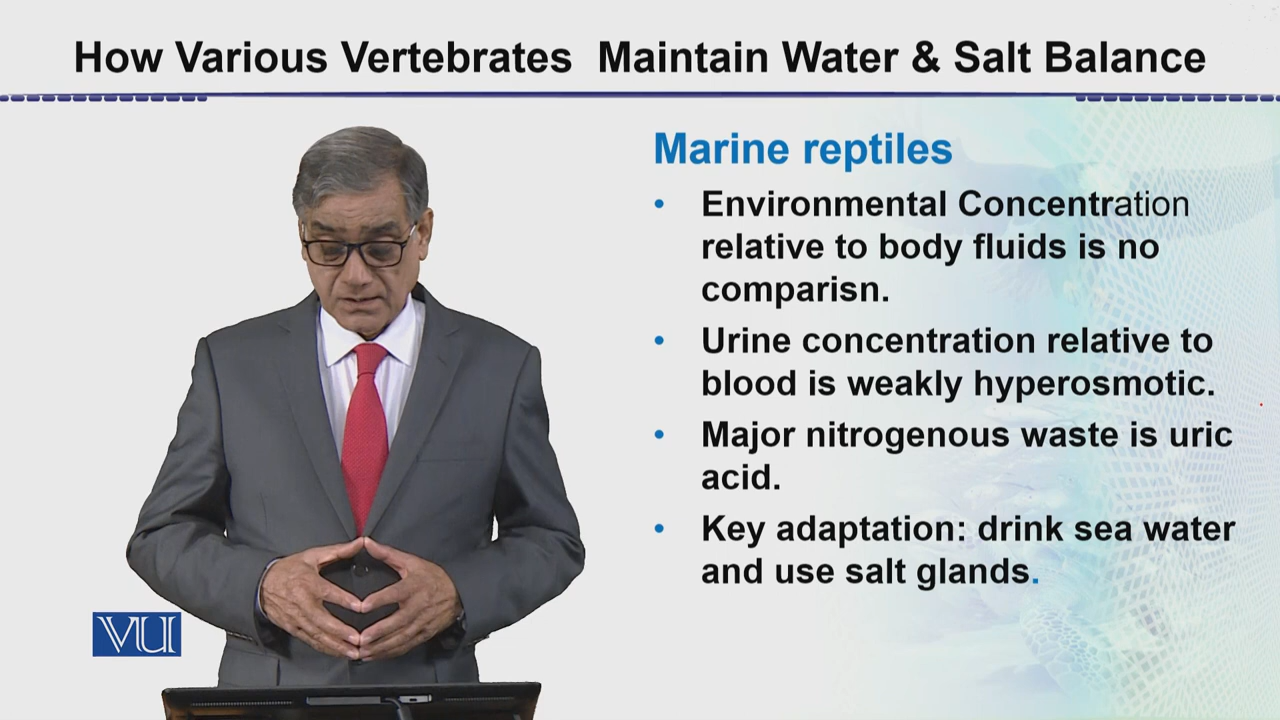 How Various Vertebrates Maintain Water & Salt Balance
Marine reptiles
• Environmental Concentration
relative to body fluids is no
comparisn.
• Urine concentration relative to
blood is weakly hyperosmotic.
• Major nitrogenous waste is uric
acid.
• Key adaptation: drink sea water
and use salt glands.
VU